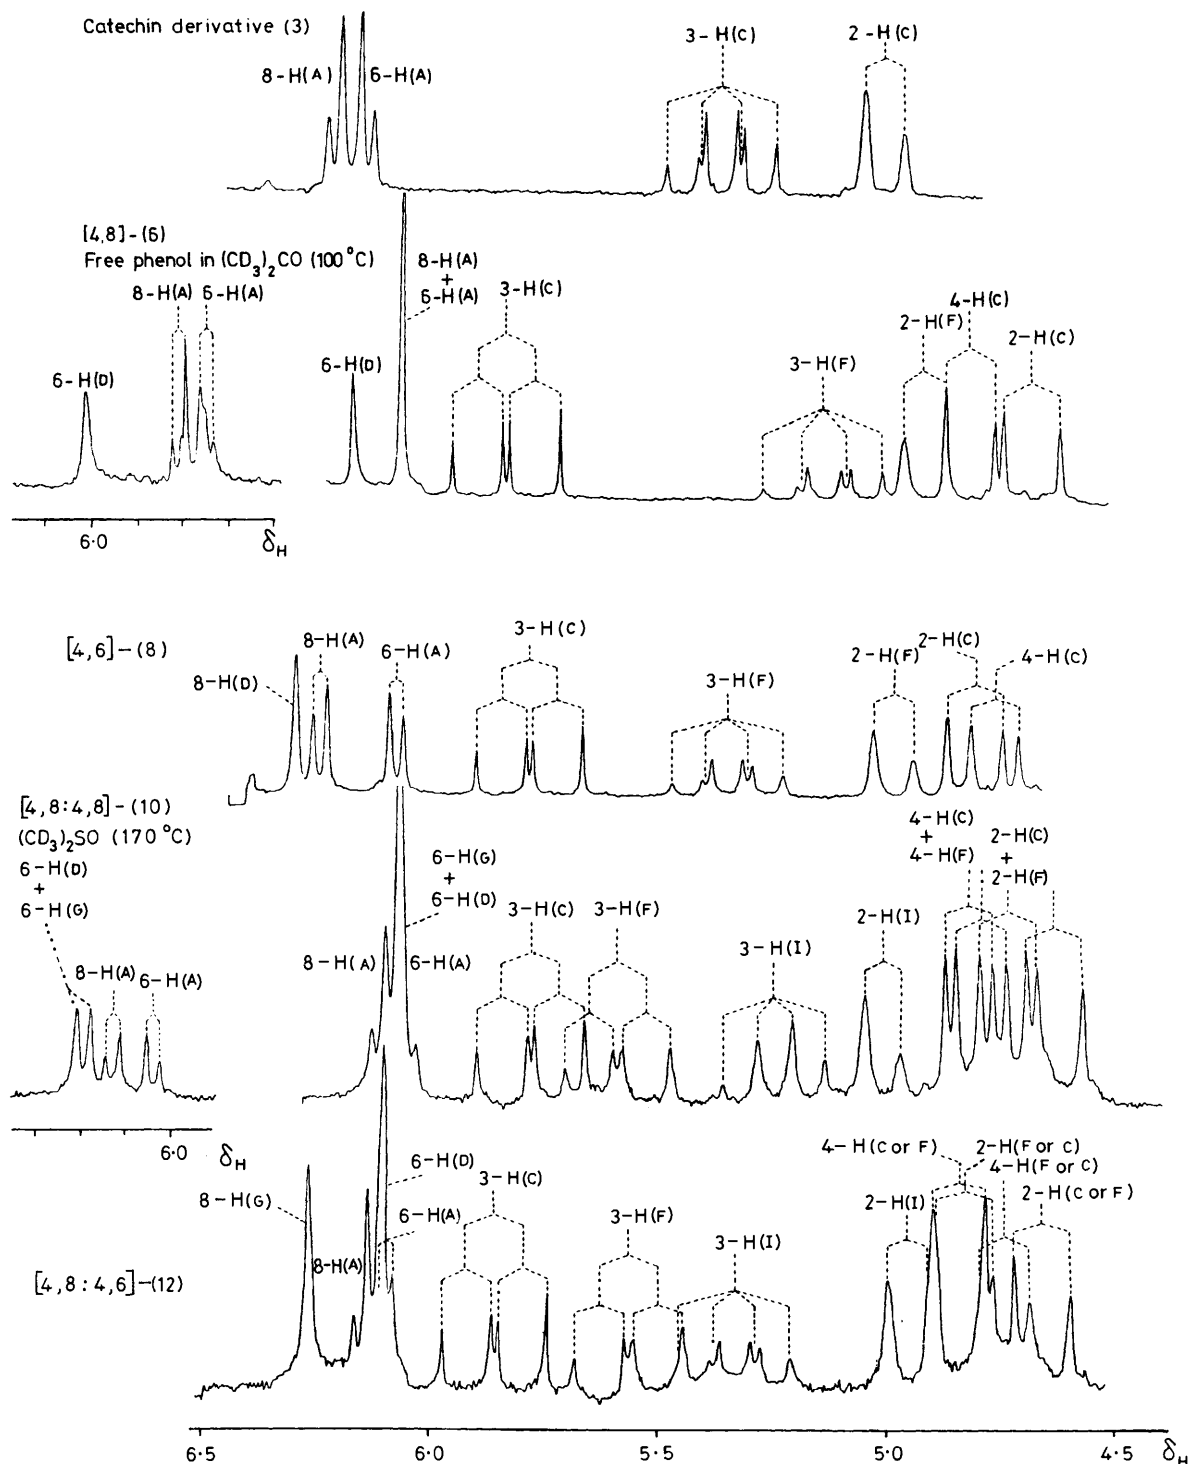 Catechin derivative (3)
3-H(C)
2-H(C)
8-H(A)
6-H(A)
[4,8]-(6)
Free phenol in (CD3)2CO (100 °C)
8-H(A) 6-H(A)
6-H(D)
6.0
δH
6-H(D)
8-H(A)
+
6-H(A)
3-H(C)
3-H(F)
2-H(F)
4-H(C)
2-H(C)
[4,6]-(8)
8-H(D)
8-H(A)
6-H(A)
3-H(C)
3-H(F)
2-H(F)
2-H(C)
4-H(C)
[4,8:4,8]-(10)
(CD3)2SO (170 °C)
6-H(D)
+
6-H(G)
8-H(A)
6-H(A)
6.0
δH
8-H(A)
6-H(G)
+
6-H(D)
6-H(A)
3-H(C)
3-H(F)
3-H(I)
2-H(I)
4-H(C)
+
4-H(F)
2-H(C)
+
2-H(F)
[4,8:4,6]-(12)
8-H(G)
8-H(A)
6-H(D)
6-H(A)
3-H(C)
3-H(F)
3-H(I)
2-H(I)
4-H(C or F)
2-H(F or C)
4-H(F or C)
2-H(C or F)
6.5
6.0
5.5
5.0
4.5
δH